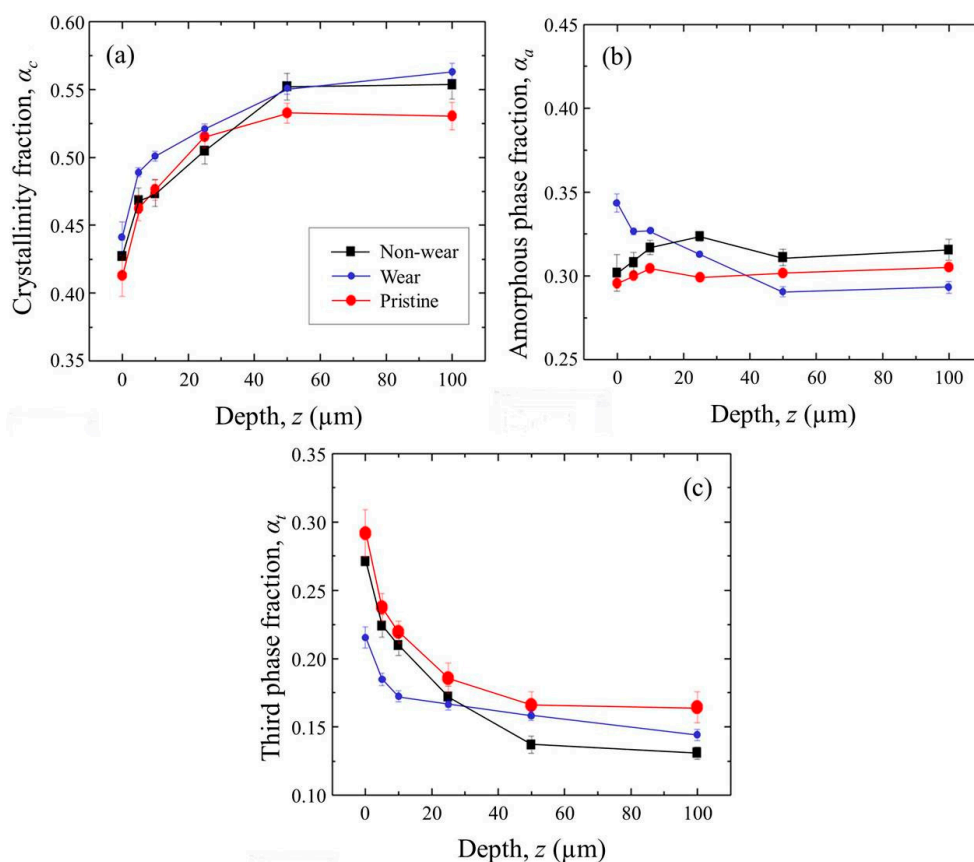 (a)
Crystallinity fraction, αc
0.60
0.55
0.50
0.45
0.40
0.35
Non-wear
Wear
Pristine
0 20 40 60 80 100
Depth, z (µm)
(b)
Amorphous phase fraction, αa
0.45
0.40
0.35
0.30
0.25
0 20 40 60 80 100
Depth, z (µm)
(c)
Third phase fraction, αt
0.35
0.30
0.25
0.20
0.15
0.10
0 20 40 60 80 100
Depth, z (µm)